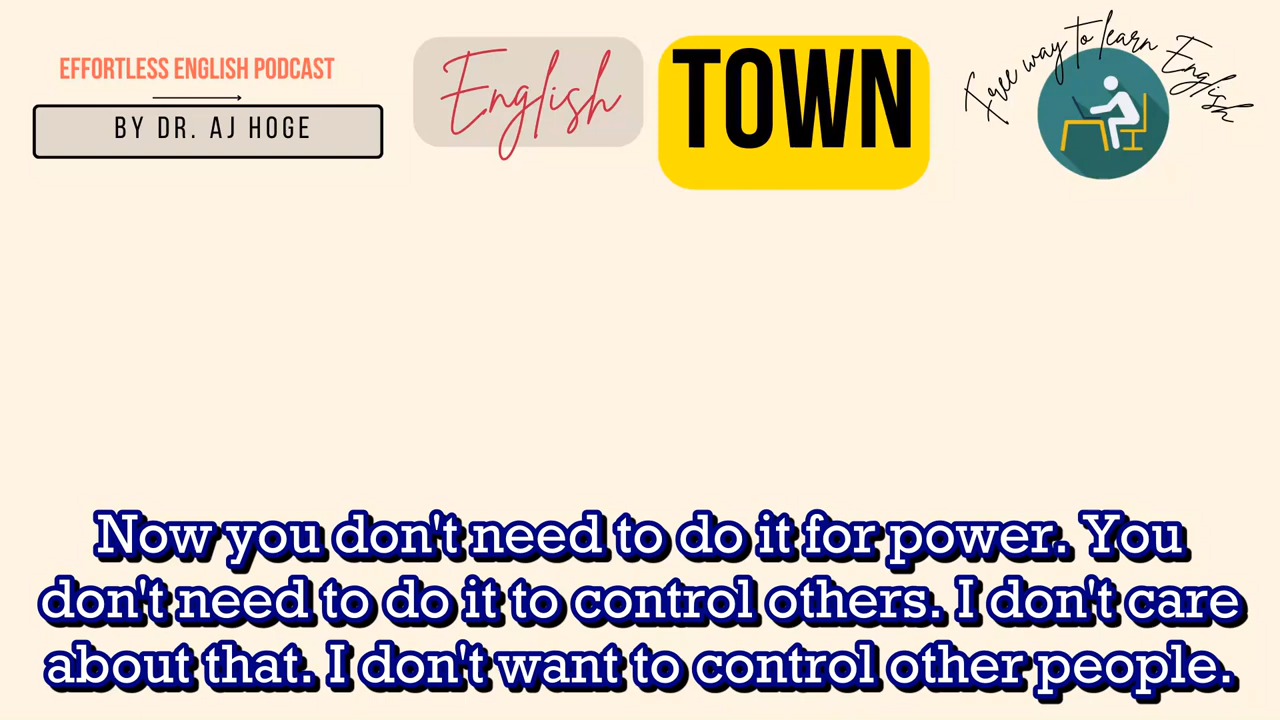 EFFORTLESS ENGLISH PODCAST
BY DR. AJ HOGE
English
TOWN
Free way to learn English
Now you don't need to do it for power. You
don't need to do it to control others. I don't care
about that. I don't want to control other people.